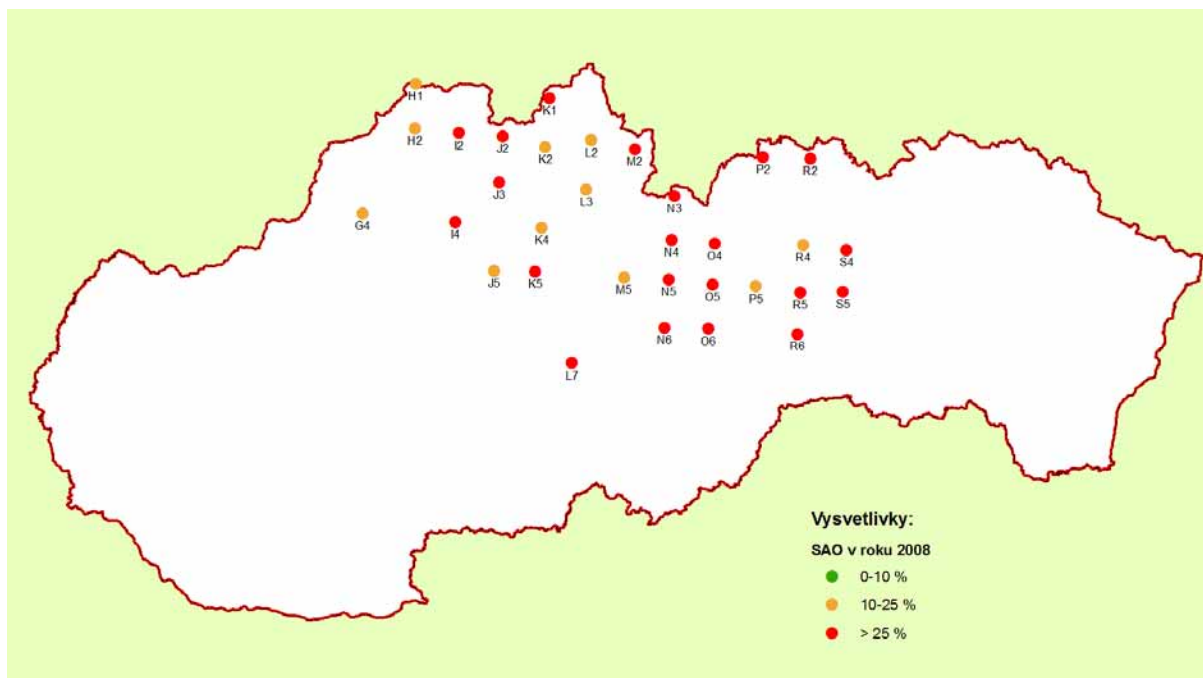 H1
K1
H2
I2
J2
K2
L2
M2
P2
R2
J3
L3
N3
G4
I4
K4
N4
O4
R4
S4
J5
K5
M5
N5
O5
P5
R5
S5
N6
O6
R6
L7
Vysvetlivky:
SAO v roku 2008
0-10 %
10-25 %
> 25 %